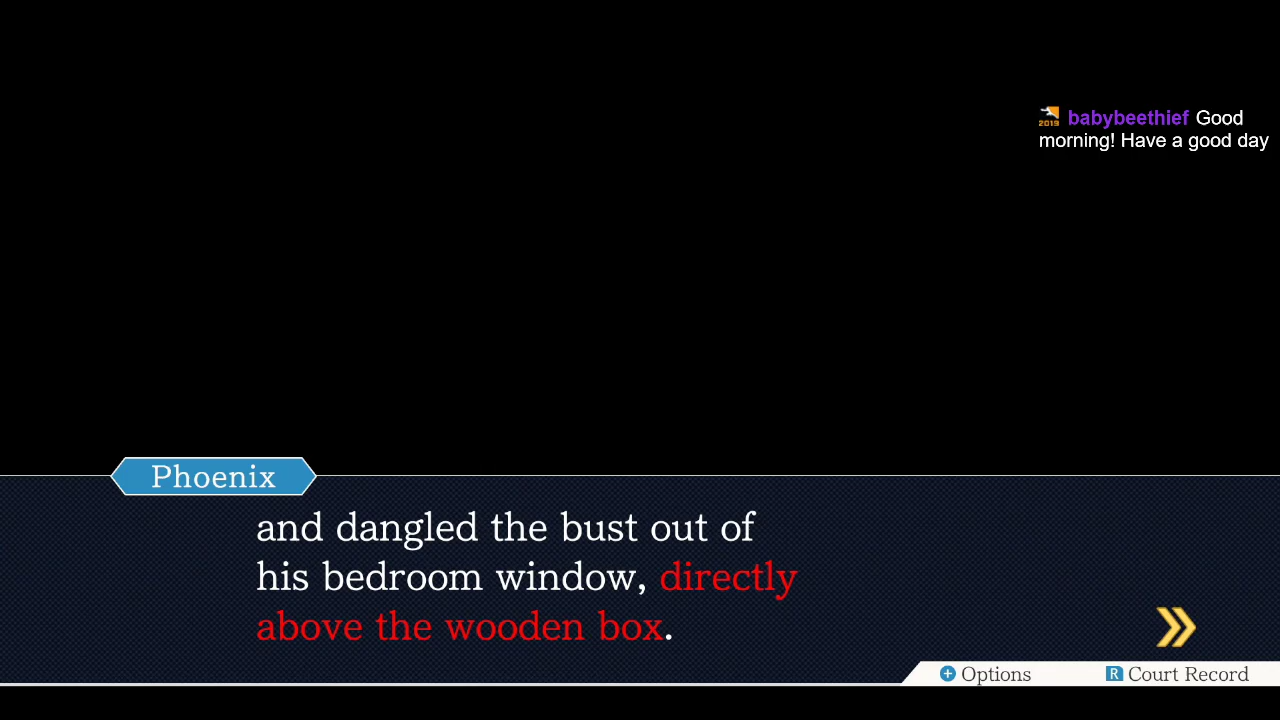 2019 babybeethief Good
morning! Have a good day
Phoenix
and dangled the bust out of
his bedroom window, directly
above the wooden box.
+ Options
R Court Record